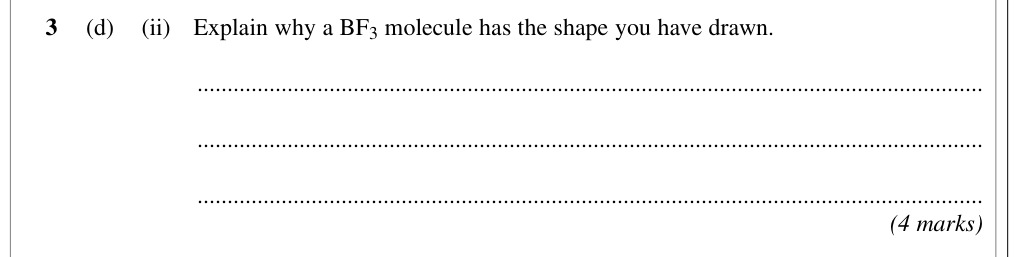 3 (d) (ii) Explain why a BF₃ molecule has the shape you have drawn.
(4 marks)